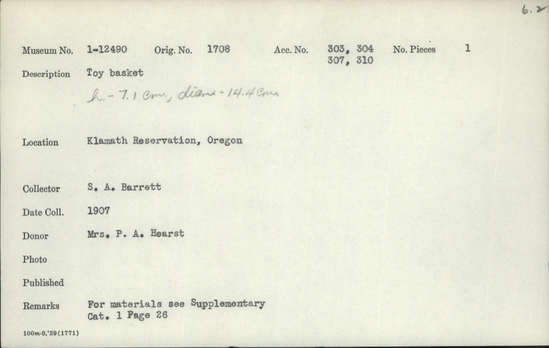 6.2
Museum No. 1-12490 Orig. No. 1708 Acc. No. 303, 304 No. Pieces 1
307, 310
Description Toy basket
h. - 7.1 cm, diam - 14.4 cm
Location Klamath Reservation, Oregon
Collector S. A. Barrett
Date Coll. 1907
Donor Mrs. P. A. Hearst
Photo
Published
Remarks For materials see Supplementary
Cat. 1 Page 26
100m-8,'29(1771)